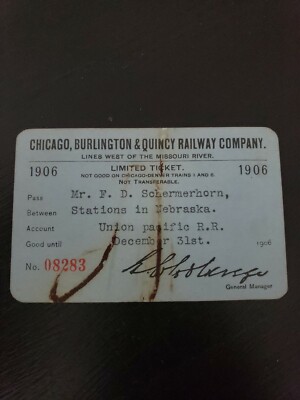 CHICAGO, BURLINGTON & QUINCY RAILWAY COMPANY.
LINES WEST OF THE MISSOURI RIVER.
1906 LIMITED TICKET. 1906
NOT GOOD ON CHICAGO-DENVER TRAINS 1 AND 6.
NOT TRANSFERABLE.
Pass Mr. F. D. Schermerhorn,
Between Stations in Nebraska.
Account Union pacific R.R.
Good until December 31st. 1906
No. 08283
General Manager